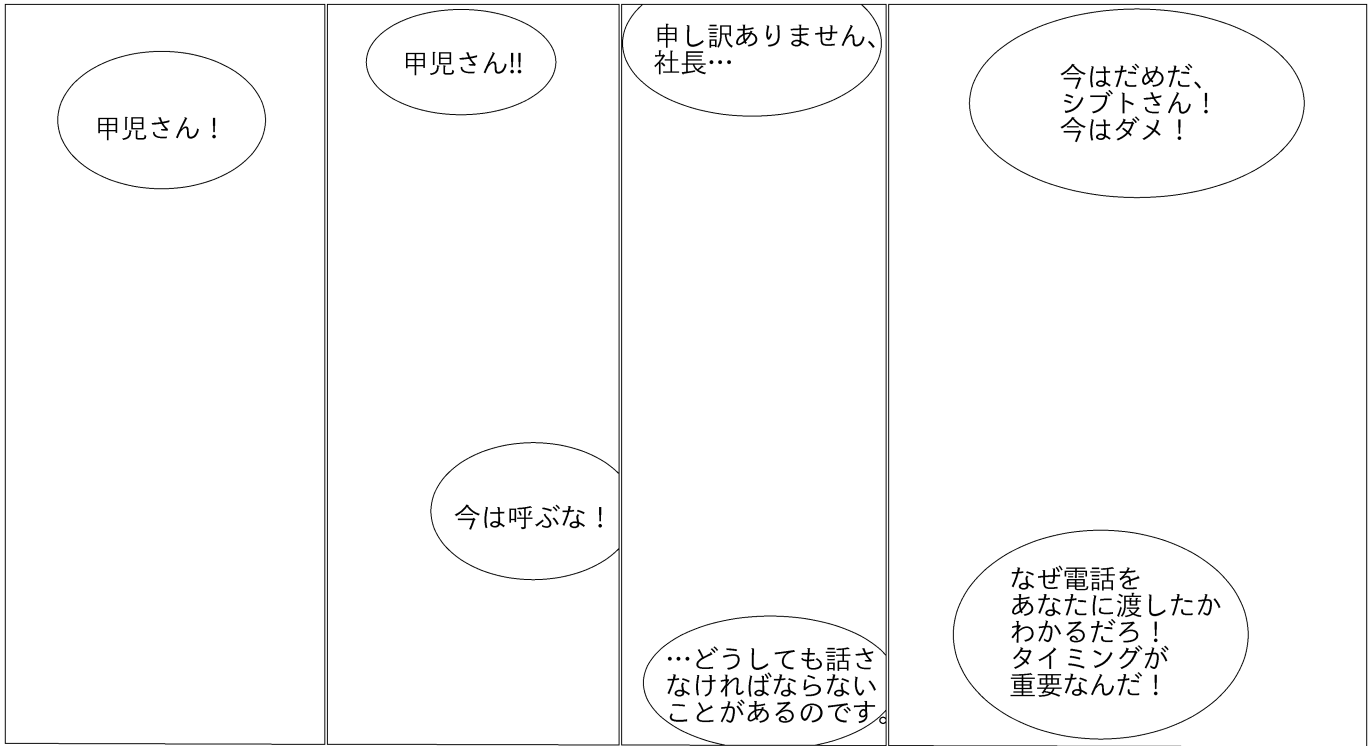 甲児さん！
甲児さん!!
今は呼ぶな！
申し訳ありません、
社長…
…どうしても話さ
なければならない
ことがあるのです。
今はだめだ、
シブトさん！
今はダメ！
なぜ電話を
あなたに渡したか
わかるだろ！
タイミングが
重要なんだ！